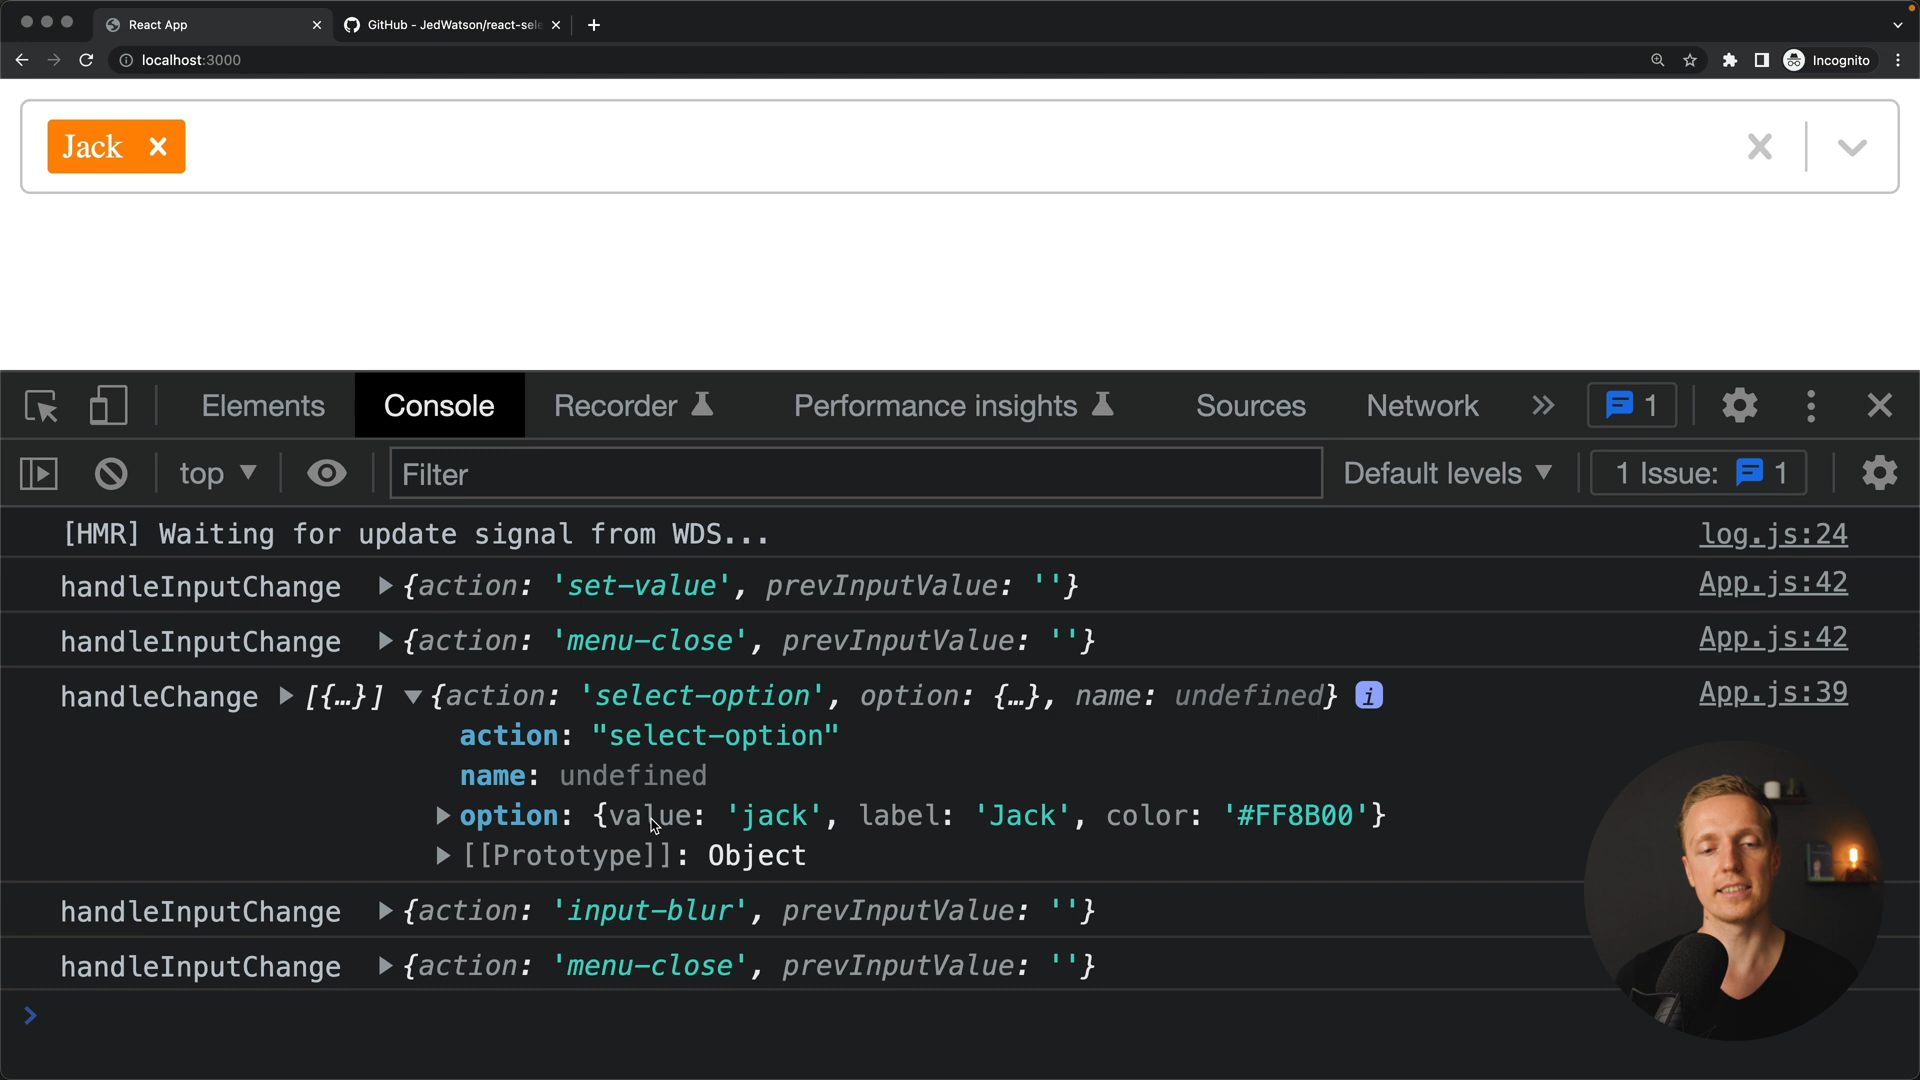 React App
GitHub - JedWatson/react-sele
localhost:3000
Incognito
Jack
Elements
Console
Recorder
Performance insights
Sources
Network
1
top
Filter
Default levels
1 Issue:
1
[HMR] Waiting for update signal from WDS...
log.js:24
handleInputChange {action: 'set-value', prevInputValue: ''}
App.js:42
handleInputChange {action: 'menu-close', prevInputValue: ''}
App.js:42
handleChange [{…}] {action: 'select-option', option: {…}, name: undefined} i
App.js:39
action: "select-option"
name: undefined
option: {value: 'jack', label: 'Jack', color: '#FF8B00'}
[[Prototype]]: Object
handleInputChange {action: 'input-blur', prevInputValue: ''}
handleInputChange {action: 'menu-close', prevInputValue: ''}